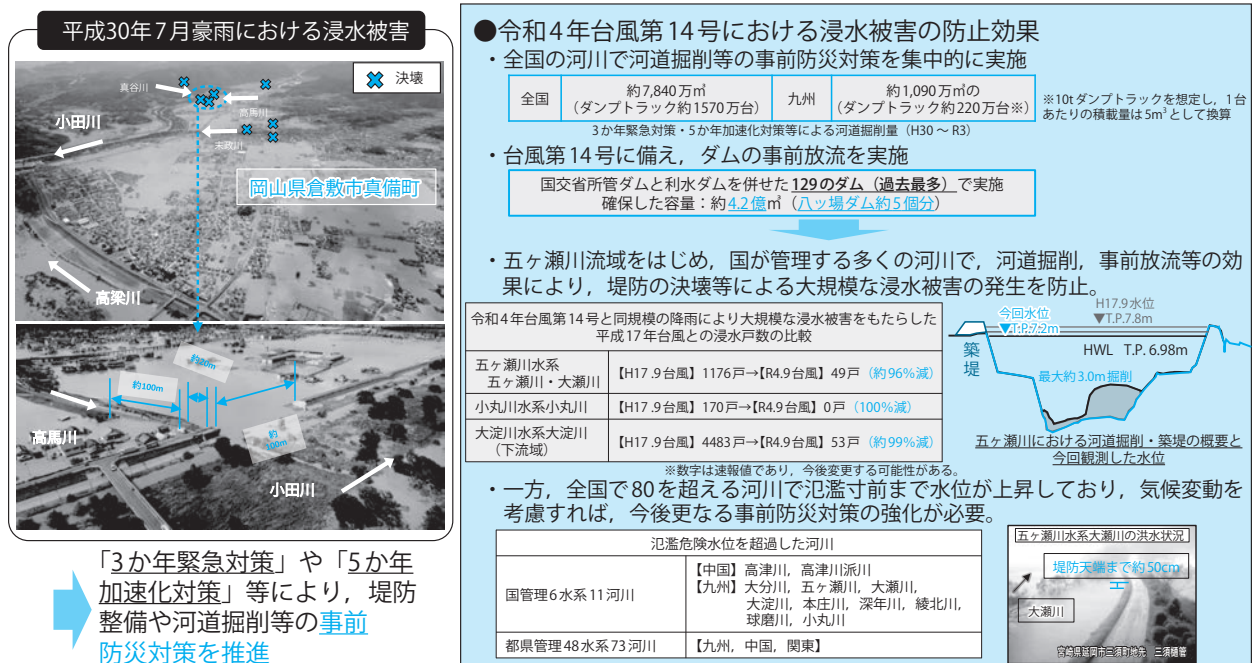 平成30年7月豪雨における浸水被害
決壊
真谷川
高馬川
小田川
末政川
岡山県倉敷市真備町
高梁川
約20m
約100m
高馬川
約
100m
小田川
「3か年緊急対策」や「5か年
加速化対策」等により，堤防
整備や河道掘削等の事前
防災対策を推進
●令和4年台風第14号における浸水被害の防止効果
・全国の河川で河道掘削等の事前防災対策を集中的に実施
全国
約7,840万㎥
（ダンプトラック約1570万台）
九州
約1,090万㎥の
（ダンプトラック約220万台※）
※10tダンプトラックを想定し，1台
あたりの積載量は5m³として換算
3か年緊急対策・5か年加速化対策等による河道掘削量（H30～R3）
・台風第14号に備え，ダムの事前放流を実施
国交省所管ダムと利水ダムを併せた129のダム（過去最多）で実施
確保した容量：約4.2億㎥（八ッ場ダム約5個分）
・五ヶ瀬川流域をはじめ，国が管理する多くの河川で，河道掘削，事前放流等の効
果により，堤防の決壊等による大規模な浸水被害の発生を防止。
令和4年台風第14号と同規模の降雨により大規模な浸水被害をもたらした
平成17年台風との浸水戸数の比較
五ヶ瀬川水系
五ヶ瀬川・大瀬川
【H17.9台風】1176戸→【R4.9台風】49戸（約96%減）
小丸川水系小丸川
【H17.9台風】170戸→【R4.9台風】0戸（100%減）
大淀川水系大淀川
（下流域）
【H17.9台風】4483戸→【R4.9台風】53戸（約99%減）
※数字は速報値であり，今後変更する可能性がある。
今回水位
▼T.P.7.2m
H17.9水位
▼T.P.7.8m
築
堤
HWL T.P. 6.98m
最大約3.0m掘削
五ヶ瀬川における河道掘削・築堤の概要と
今回観測した水位
・一方，全国で80を超える河川で氾濫寸前まで水位が上昇しており，気候変動を
考慮すれば，今後更なる事前防災対策の強化が必要。
氾濫危険水位を超過した河川
国管理6水系11河川
【中国】高津川，高津川派川
【九州】大分川，五ヶ瀬川，大瀬川，
大淀川，本庄川，深年川，綾北川，
球磨川，小丸川
都県管理48水系73河川
【九州，中国，関東】
五ヶ瀬川水系大瀬川の洪水状況
堤防天端まで約50cm
大瀬川
宮崎県延岡市三須町地先 三須樋管